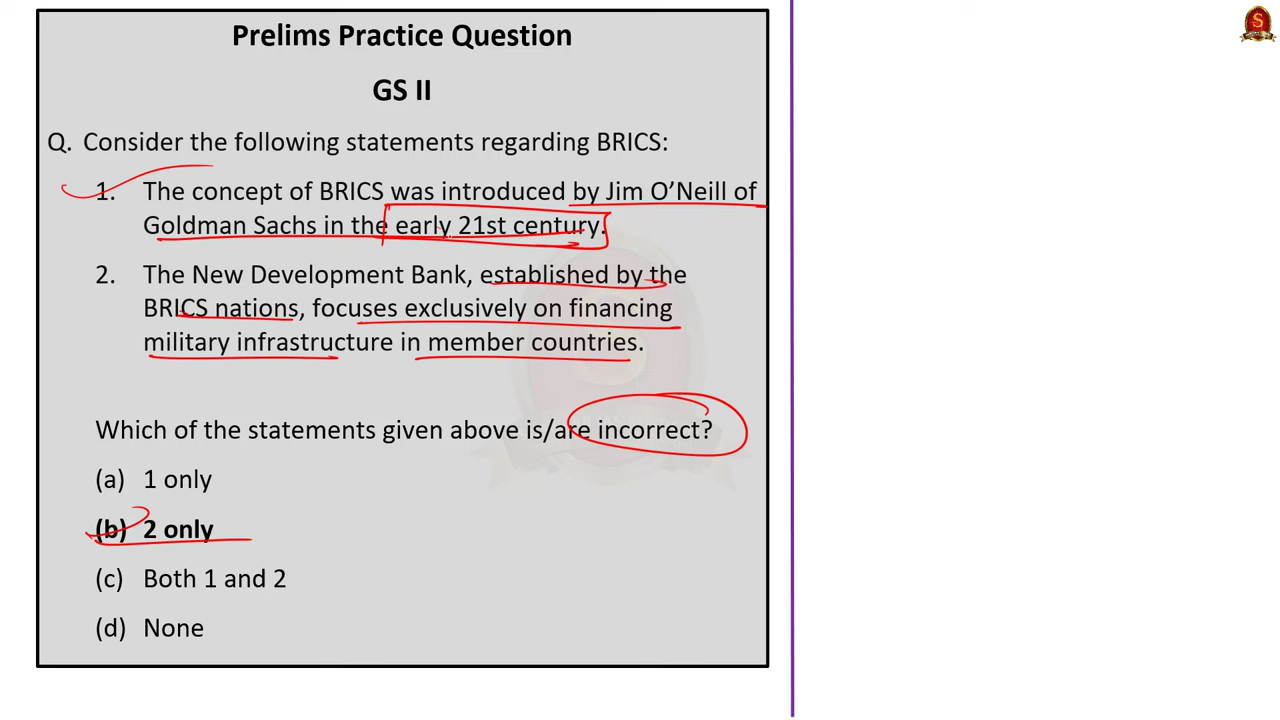 Prelims Practice Question
GS II
Q. Consider the following statements regarding BRICS:
1. The concept of BRICS was introduced by Jim O’Neill of
Goldman Sachs in the early 21st century.
2. The New Development Bank, established by the
BRICS nations, focuses exclusively on financing
military infrastructure in member countries.
Which of the statements given above is/are incorrect?
(a) 1 only
(b) 2 only
(c) Both 1 and 2
(d) None